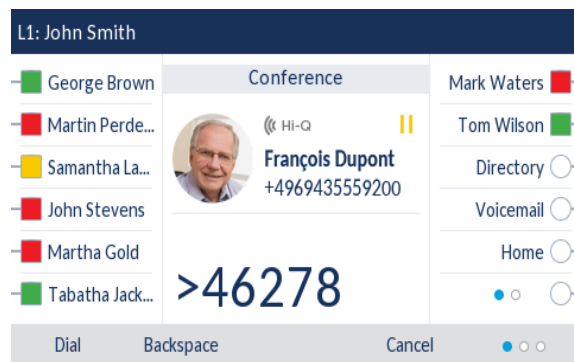 L1: John Smith
George Brown
Martin Perde...
Samantha La...
John Stevens
Martha Gold
Tabatha Jack...
Conference
Hi-Q
François Dupont
+4969435559200
>46278
Mark Waters
Tom Wilson
Directory
Voicemail
Home
Dial Backspace Cancel